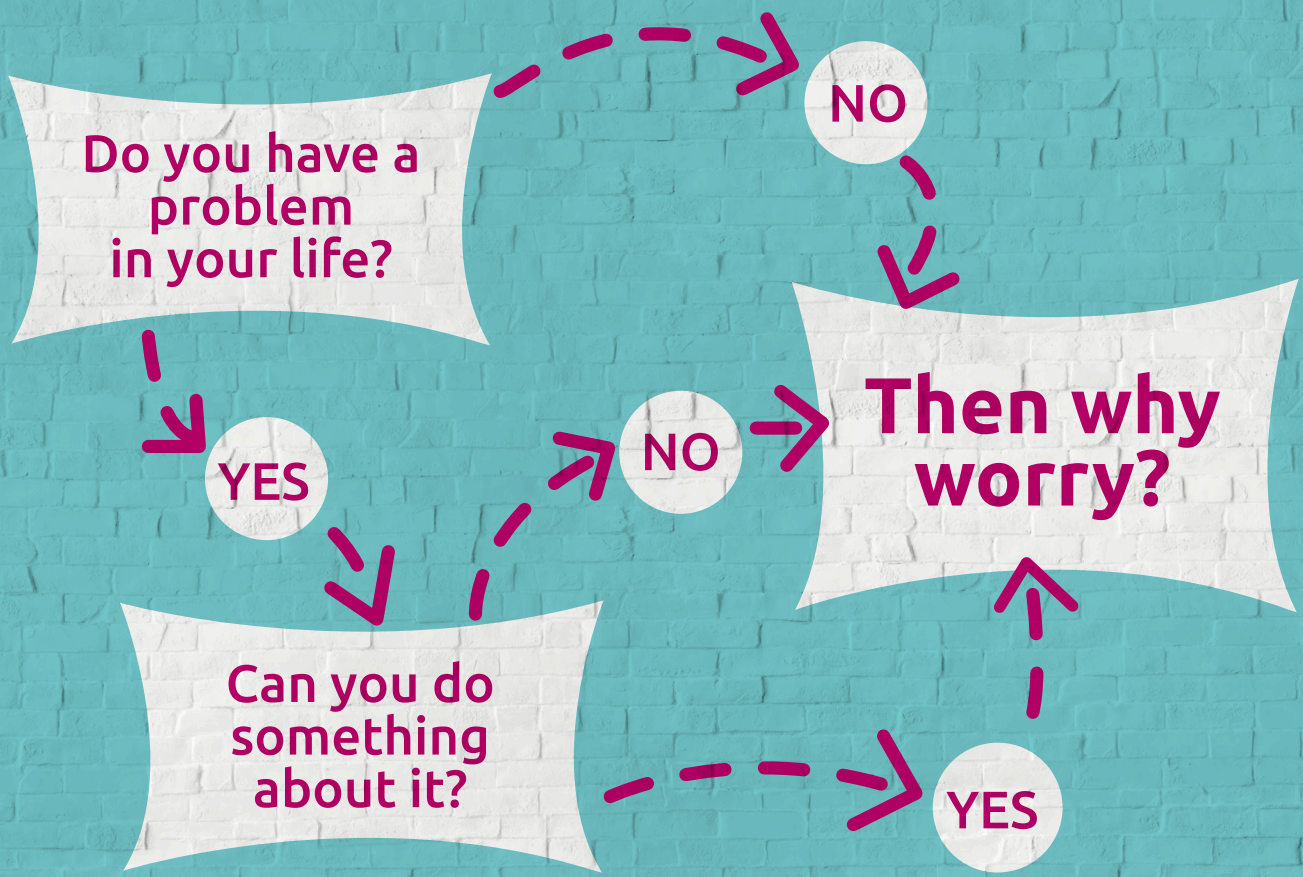 Do you have a
problem
in your life?
NO
YES
NO
Then why
worry?
Can you do
something
about it?
YES